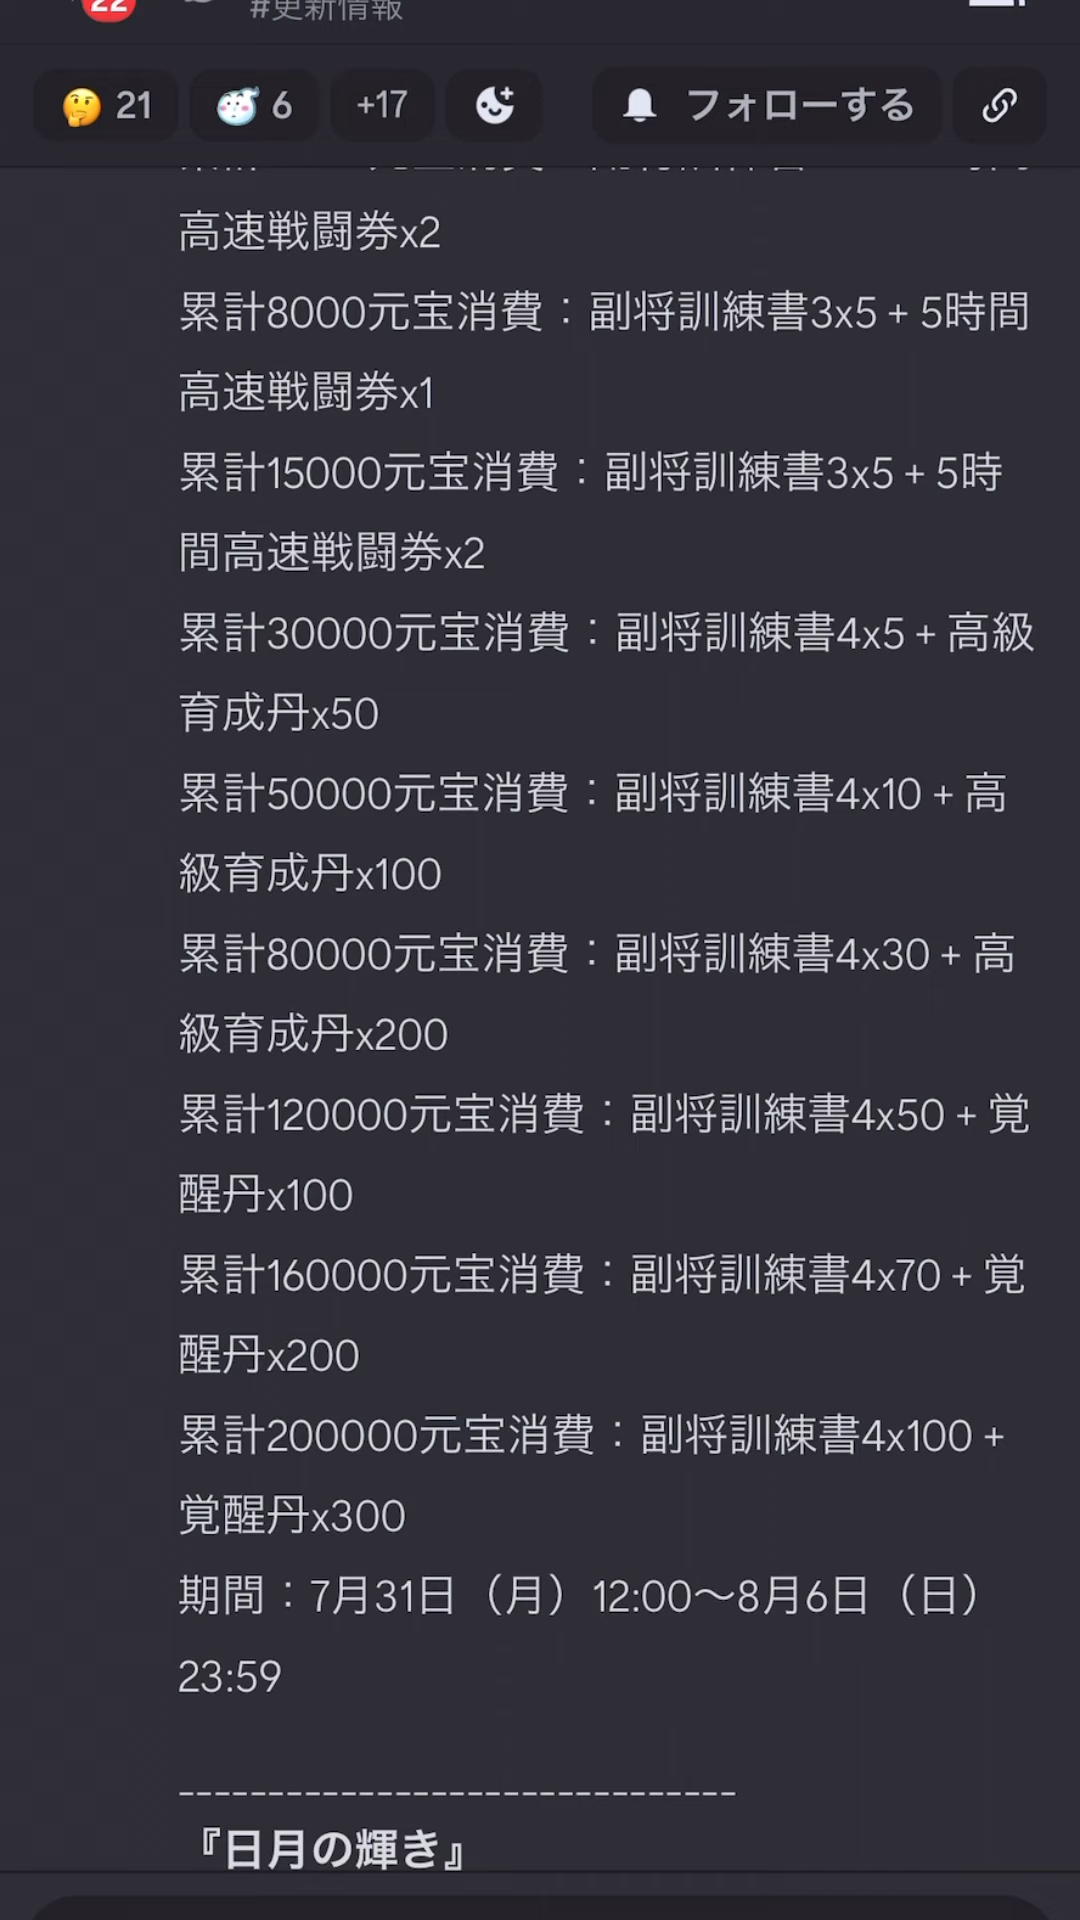 22
#更新情報
21
6
+17
フォローする
高速戦闘券x2
累計8000元宝消費：副将訓練書3x5 + 5時間
高速戦闘券x1
累計15000元宝消費：副将訓練書3x5 + 5時
間高速戦闘券x2
累計30000元宝消費：副将訓練書4x5 + 高級
育成丹x50
累計50000元宝消費：副将訓練書4x10 + 高
級育成丹x100
累計80000元宝消費：副将訓練書4x30 + 高
級育成丹x200
累計120000元宝消費：副将訓練書4x50 + 覚
醒丹x100
累計160000元宝消費：副将訓練書4x70 + 覚
醒丹x200
累計200000元宝消費：副将訓練書4x100 +
覚醒丹x300
期間：7月31日（月）12:00〜8月6日（日）
23:59
-------------------------------
『日月の輝き』